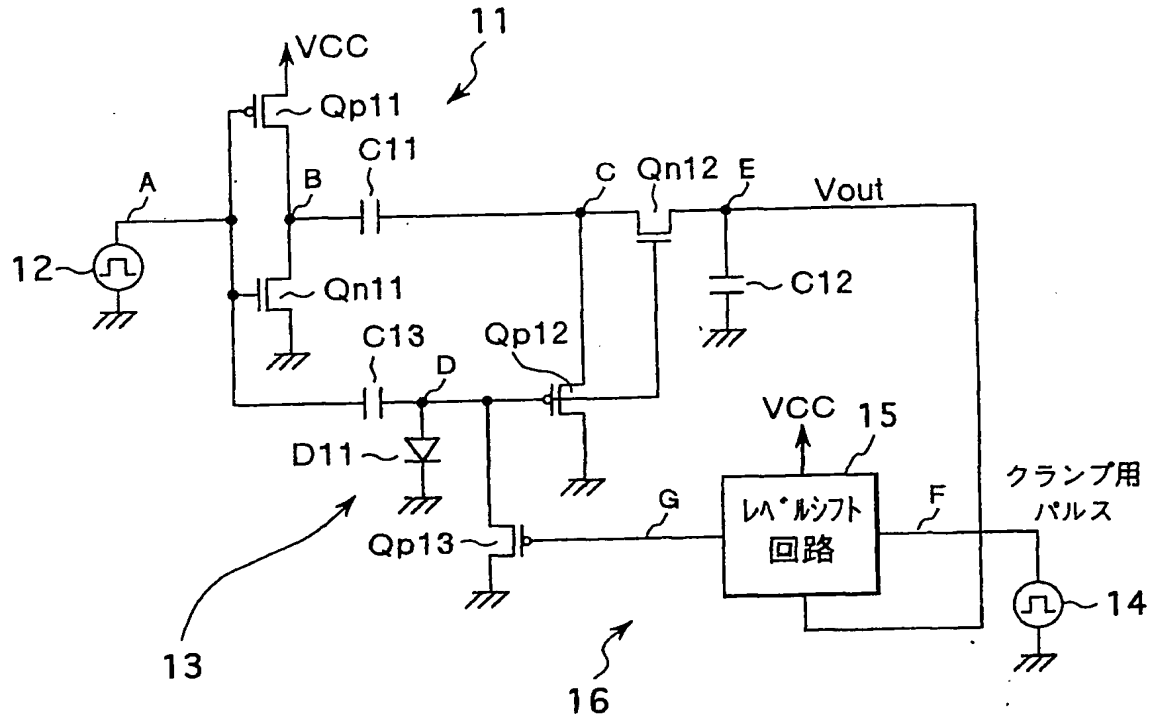 11
VCC
Qp11
C11
A
B
C
Qn12
E
Vout
12
Qn11
C12
C13
Qp12
D
VCC
15
D11
クランプ用
パルス
レベルシフト
回路
G
F
Qp13
14
13
16